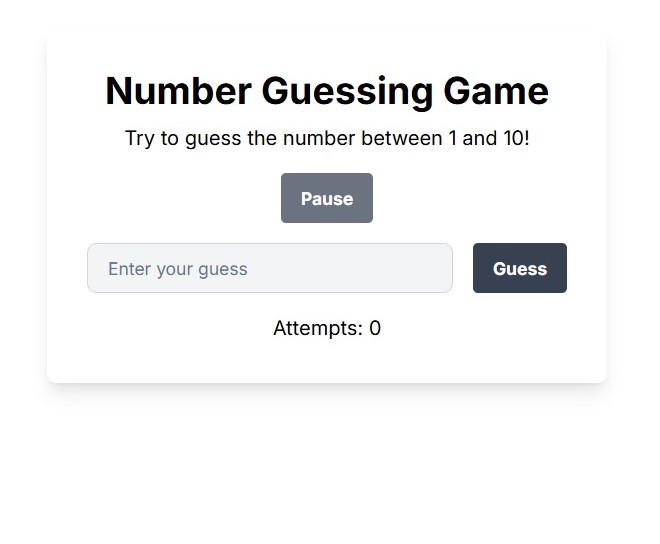 Number Guessing Game
Try to guess the number between 1 and 10!
Pause
Enter your guess
Guess
Attempts: 0